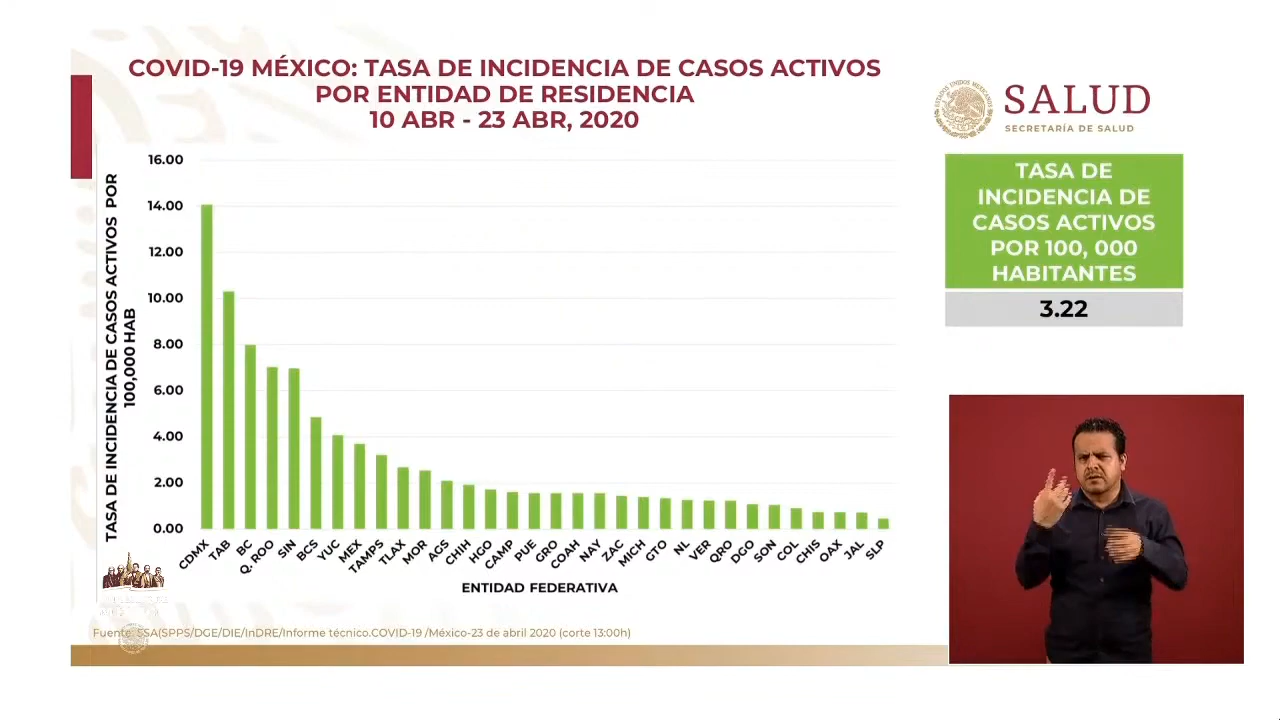 COVID-19 MÉXICO: TASA DE INCIDENCIA DE CASOS ACTIVOS
POR ENTIDAD DE RESIDENCIA
10 ABR - 23 ABR, 2020
SALUD
SECRETARÍA DE SALUD
TASA DE
INCIDENCIA DE
CASOS ACTIVOS
POR 100, 000
HABITANTES
3.22
TASA DE INCIDENCIA DE CASOS ACTIVOS POR
100,000 HAB
16.00
14.00
12.00
10.00
8.00
6.00
4.00
2.00
0.00
CDMX
TAB
BC
Q. ROO
SIN
BCS
YUC
MEX
TAMPS
TLAX
MOR
AGS
CHIH
HGO
CAMP
PUE
GRO
COAH
NAY
ZAC
MICH
GTO
NL
VER
QRO
DGO
SON
COL
CHIS
OAX
JAL
SLP
ENTIDAD FEDERATIVA
Fuente: SSA(SPPS/DGE/DIE/InDRE/Informe técnico.COVID-19 /México-23 de abril 2020 (corte 13:00h)